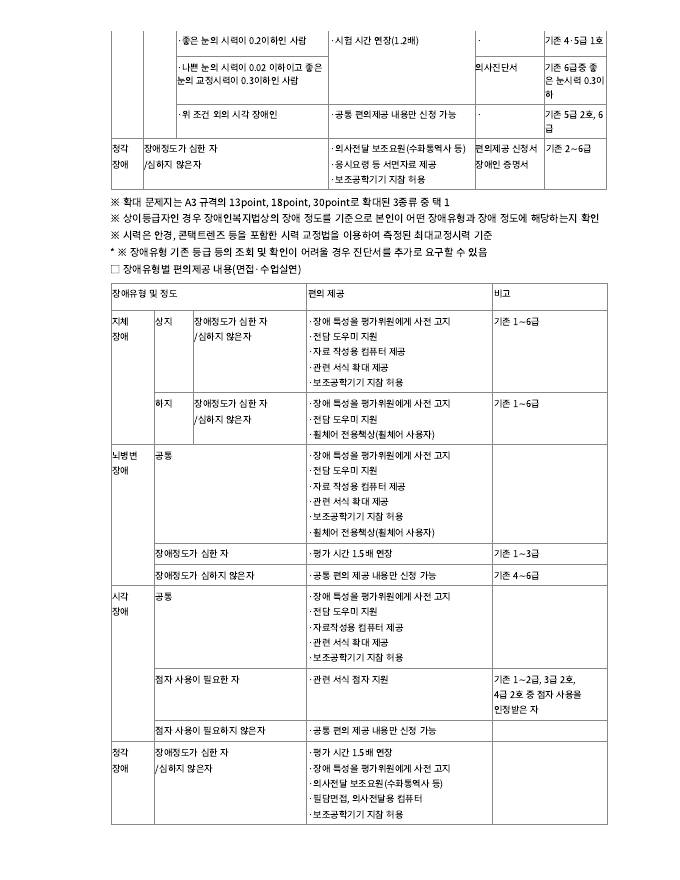 ·좋은 눈의 시력이 0.2이하인 사람
·시험 시간 연장(1.2배)
·
기존 4·5급 1호
·나쁜 눈의 시력이 0.02 이하이고 좋은
눈의 교정시력이 0.3이하인 사람
의사진단서
기존 6급중 좋
은 눈시력 0.3이
하
·위 조건 외의 시각 장애인
·공통 편의제공 내용만 신청 가능
·
기존 5급 2호, 6
급
청각
장애
장애정도가 심한 자
/심하지 않은자
·의사전달 보조요원(수화통역사 등)
·응시요령 등 서면자료 제공
·보조공학기기 지참 허용
편의제공 신청서
장애인 증명서
기존 2~6급
※ 확대 문제지는 A3 규격의 13point, 18point, 30point로 확대된 3종류 중 택 1
※ 상이등급자인 경우 장애인복지법상의 장애 정도를 기준으로 본인이 어떤 장애유형과 장애 정도에 해당하는지 확인
※ 시력은 안경, 콘택트렌즈 등을 포함한 시력 교정법을 이용하여 측정된 최대교정시력 기준
* ※ 장애유형 기존 등급 등의 조회 및 확인이 어려울 경우 진단서를 추가로 요구할 수 있음
□ 장애유형별 편의제공 내용(면접·수업실연)
장애유형 및 정도
편의 제공
비고
지체
장애
상지
장애정도가 심한 자
/심하지 않은자
·장애 특성을 평가위원에게 사전 고지
·전담 도우미 지원
·자료 작성용 컴퓨터 제공
·관련 서식 확대 제공
·보조공학기기 지참 허용
기존 1~6급
하지
장애정도가 심한 자
/심하지 않은자
·장애 특성을 평가위원에게 사전 고지
·전담 도우미 지원
·휠체어 전용책상(휠체어 사용자)
기존 1~6급
뇌병변
장애
공통
·장애 특성을 평가위원에게 사전 고지
·전담 도우미 지원
·자료 작성용 컴퓨터 제공
·관련 서식 확대 제공
·보조공학기기 지참 허용
·휠체어 전용책상(휠체어 사용자)
장애정도가 심한 자
·평가 시간 1.5배 연장
기존 1~3급
장애정도가 심하지 않은자
·공통 편의 제공 내용만 신청 가능
기존 4~6급
시각
장애
공통
·장애 특성을 평가위원에게 사전 고지
·전담 도우미 지원
·자료작성용 컴퓨터 제공
·관련 서식 확대 제공
·보조공학기기 지참 허용
점자 사용이 필요한 자
·관련 서식 점자 지원
기존 1~2급, 3급 2호,
4급 2호 중 점자 사용을
인정받은 자
점자 사용이 필요하지 않은자
·공통 편의 제공 내용만 신청 가능
청각
장애
장애정도가 심한 자
/심하지 않은자
·평가 시간 1.5배 연장
·장애 특성을 평가위원에게 사전 고지
·의사전달 보조요원(수화통역사 등)
·필담면접, 의사전달용 컴퓨터
·보조공학기기 지참 허용